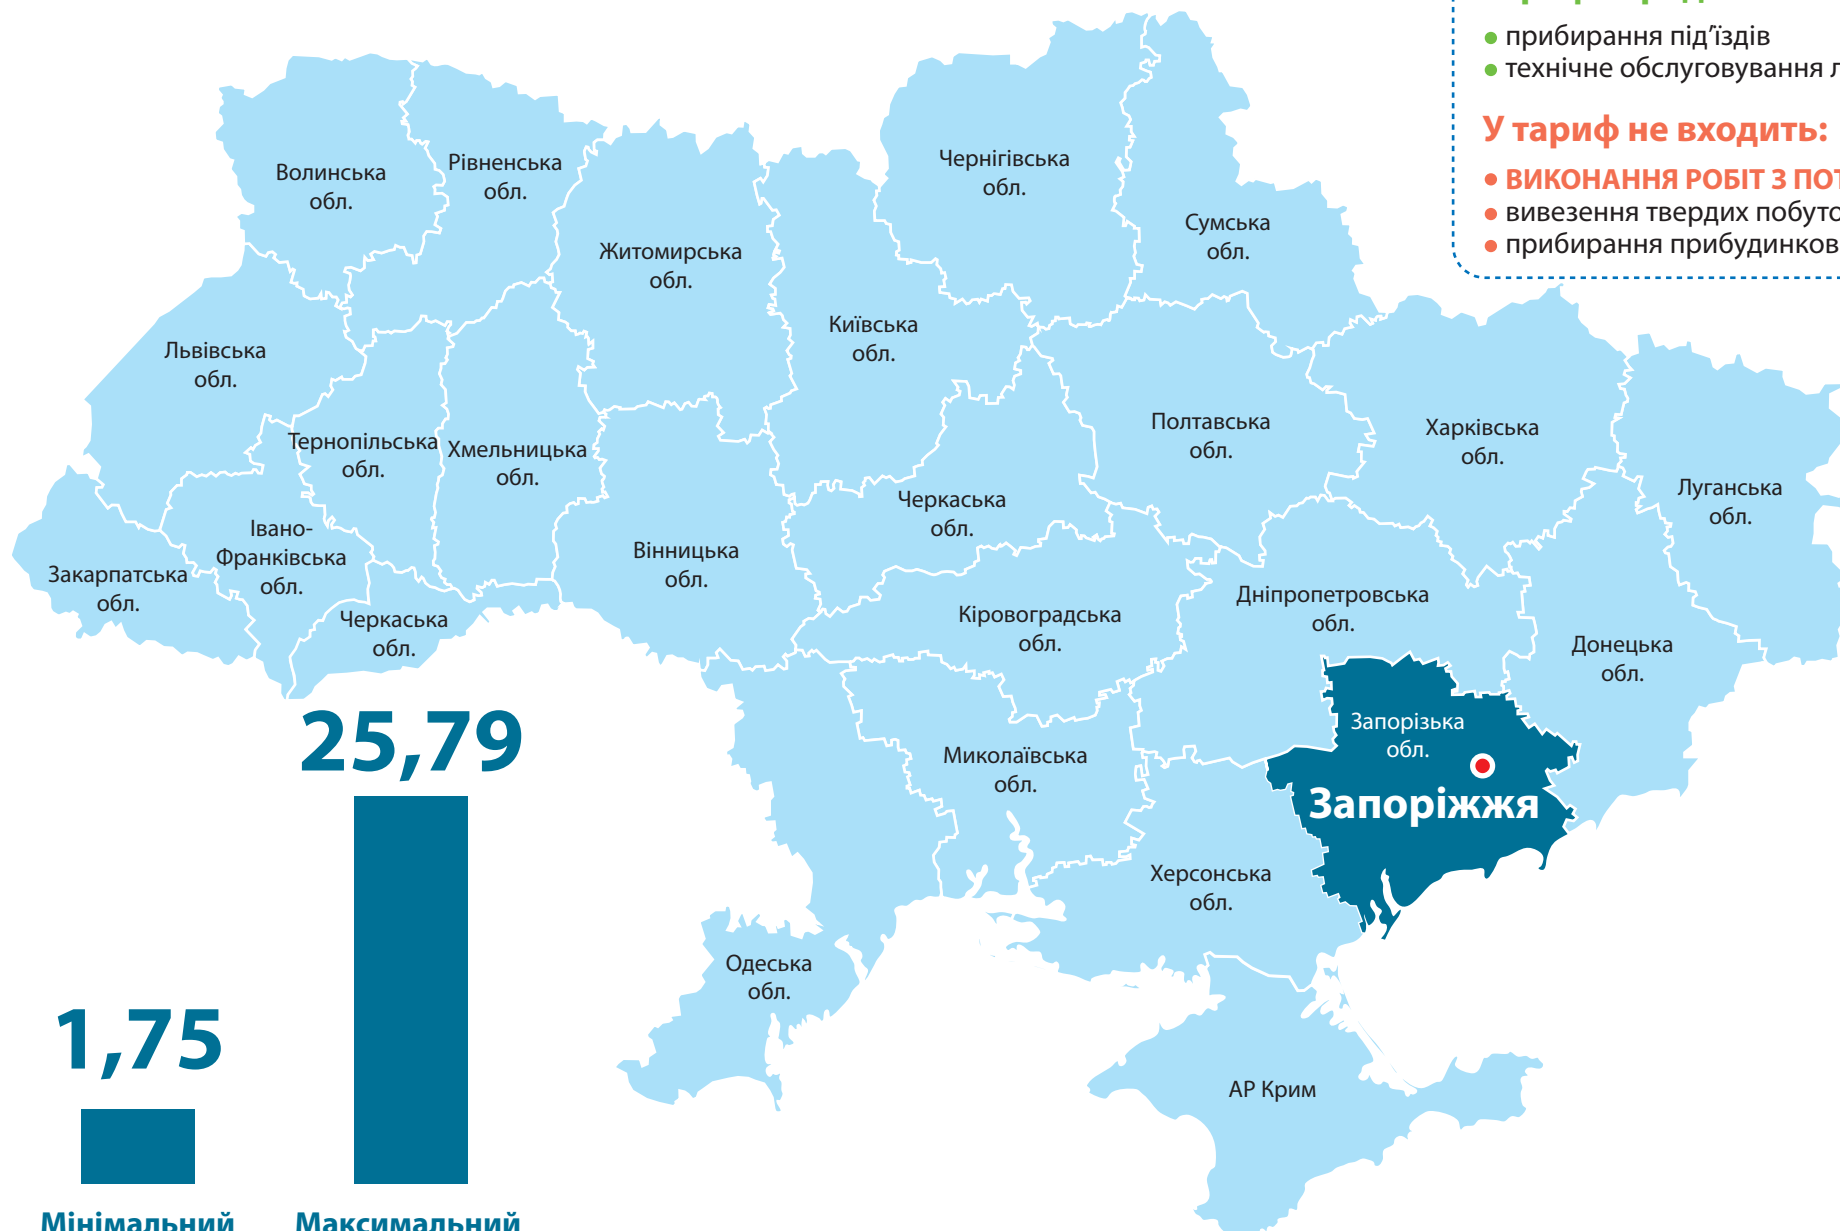 прибирання під’їздів
технічне обслуговування
У тариф не входить:
ВИКОНАННЯ РОБІТ З
вивезення твердих
прибирання
Волинська
обл.
Рівненська
обл.
Житомирська
обл.
Чернігівська
обл.
Сумська
обл.
Київська
обл.
Львівська
обл.
Тернопільська
обл.
Хмельницька
обл.
Полтавська
обл.
Харківська
обл.
Луганська
обл.
Черкаська
обл.
Івано-
Франківська
обл.
Закарпатська
обл.
Вінницька
обл.
Черкаська
обл.
Кіровоградська
обл.
Дніпропетровська
обл.
Донецька
обл.
Запорізька
обл.
Запоріжжя
Миколаївська
обл.
Херсонська
обл.
Одеська
обл.
АР Крим
25,79
1,75
Мінімальний
Максимальний